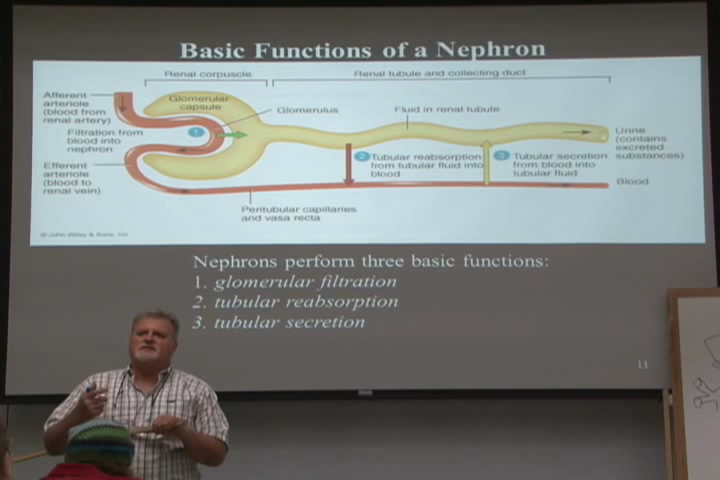 Basic Functions of a Nephron
Renal corpuscle
Renal tubule and collecting duct
Afferent
arteriole
(blood from
renal artery)
Glomerular
capsule
Glomerulus
Fluid in renal tubule
Filtration from
blood into
nephron
1
Urine
(contains
excreted
substances)
Efferent
arteriole
(blood to
renal vein)
2 Tubular reabsorption
from tubular fluid into
blood
3 Tubular secretion
from blood into
tubular fluid
Blood
Peritubular capillaries
and vasa recta
© John Wiley & Sons, Inc.
Nephrons perform three basic functions:
1. glomerular filtration
2. tubular reabsorption
3. tubular secretion
11